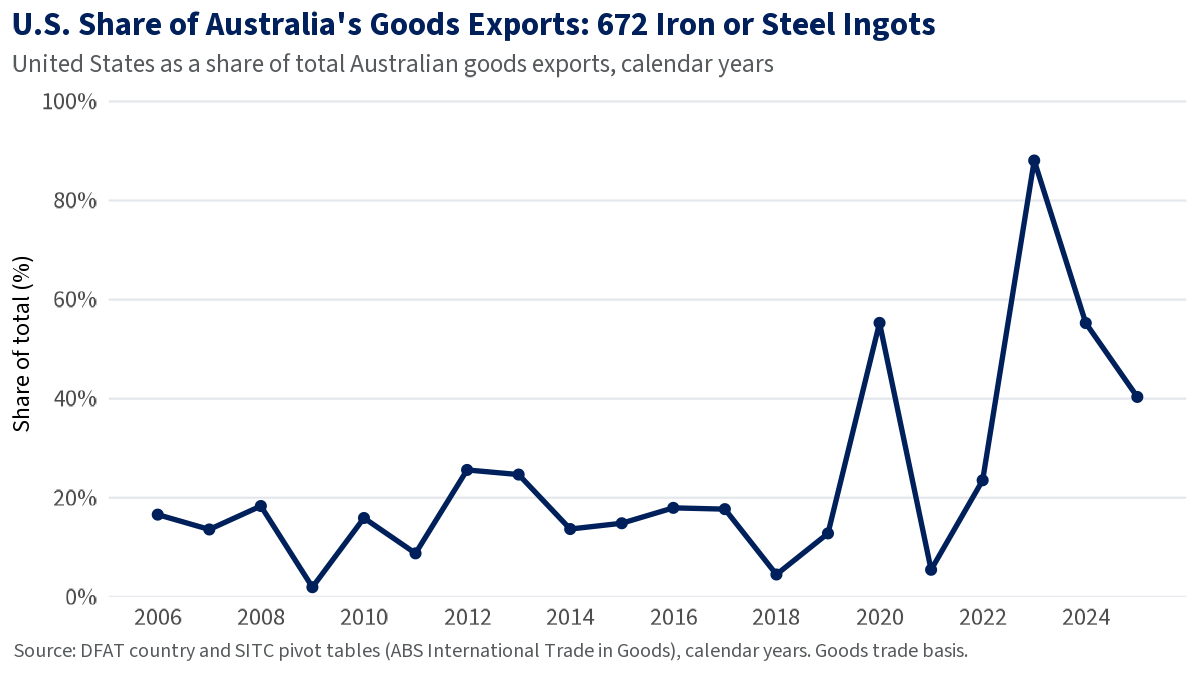 U.S. Share of Australia's Goods Exports: 672 Iron or Steel Ingots
United States as a share of total Australian goods exports, calendar years
100%
80%
60%
40%
20%
0%
Share of total (%)
2006 2008 2010 2012 2014 2016 2018 2020 2022 2024
Source: DFAT country and SITC pivot tables (ABS International Trade in Goods), calendar years. Goods trade basis.